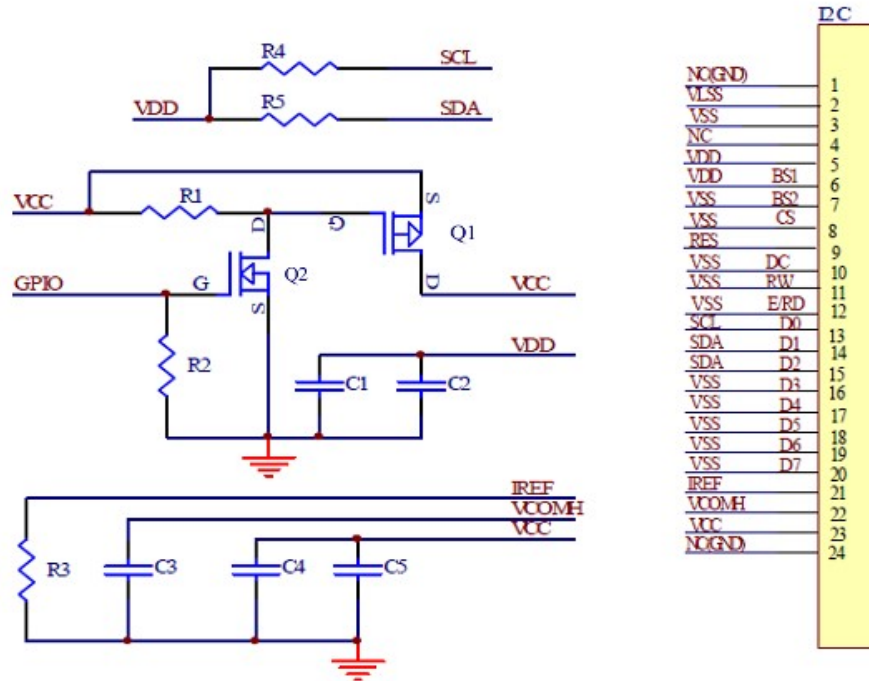 I2C
R4 SCL
VDD R5 SDA
VCC R1 D G S Q1
GPIO G Q2 S D VCC
R2 C1 C2 VDD
IREF
VCOMH
VCC
R3 C3 C4 C5
NC(GND) 1
VLSS 2
VSS 3
NC 4
VDD 5
VDD BS1 6
VSS BS2 7
VSS CS 8
RES 9
VSS DC 10
VSS RW 11
VSS E/RD 12
SCL D0 13
SDA D1 14
SDA D2 15
VSS D3 16
VSS D4 17
VSS D5 18
VSS D6 19
VSS D7 20
IREF 21
VCOMH 22
VCC 23
NC(GND) 24